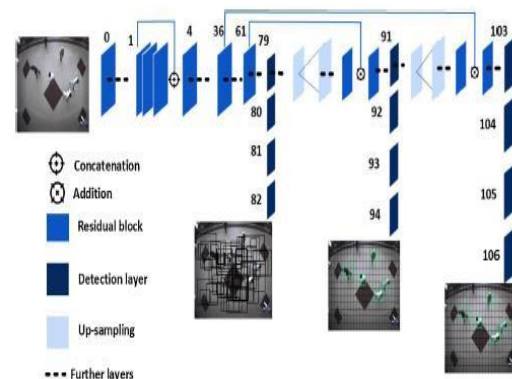 0 1 4 36 61 79 91 103
80 92 104
81 93 105
82 94 106
Concatenation
Addition
Residual block
Detection layer
Up-sampling
Further layers